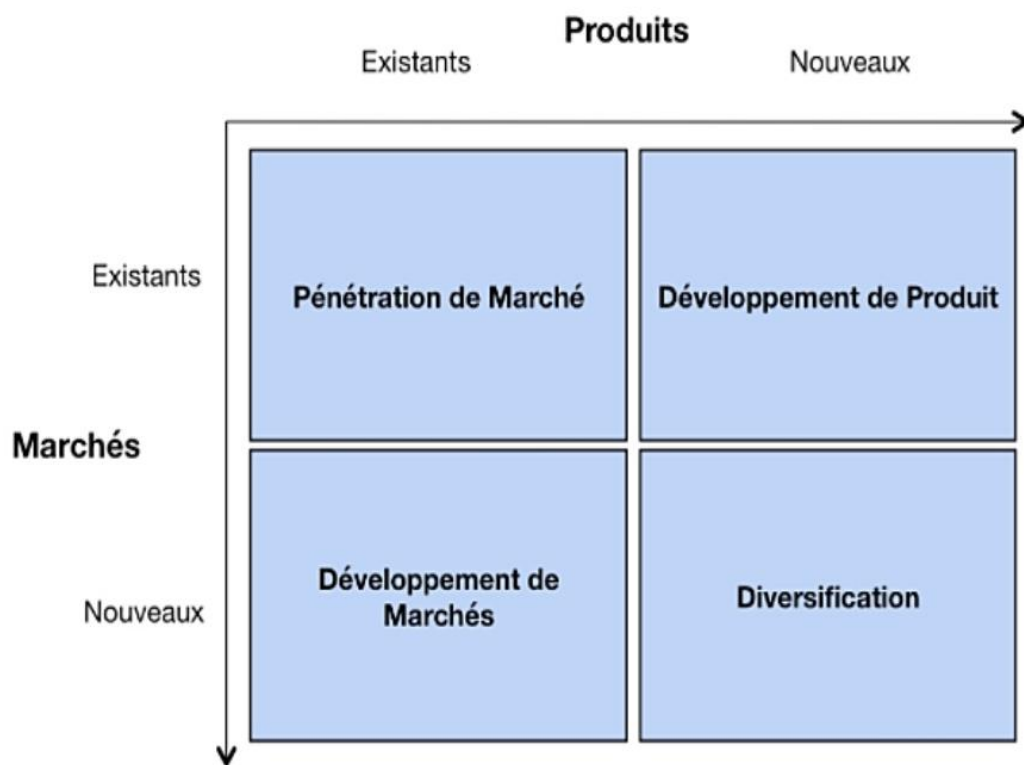 Produits
Existants
Nouveaux
Existants
Pénétration de Marché
Développement de Produit
Marchés
Nouveaux
Développement de
Marchés
Diversification